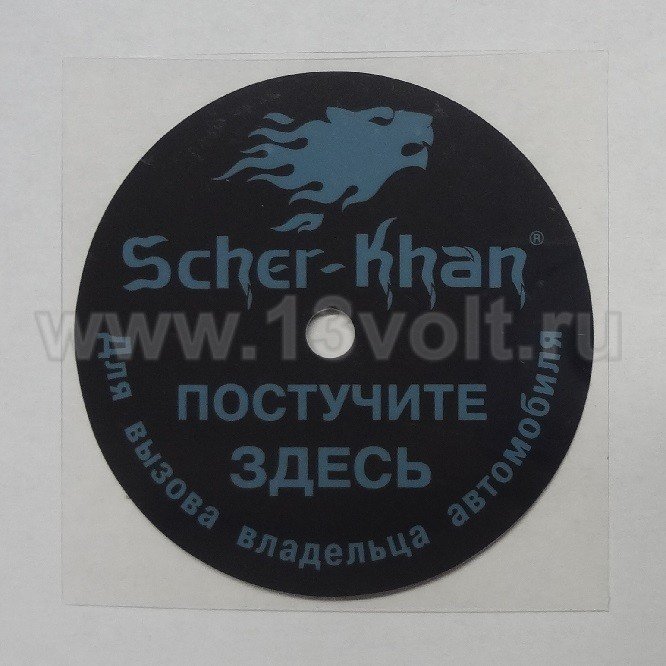 Scher-Khan®
www.13volt.ru
ПОСТУЧИТЕ
ЗДЕСЬ
Для вызова владельца автомобиля